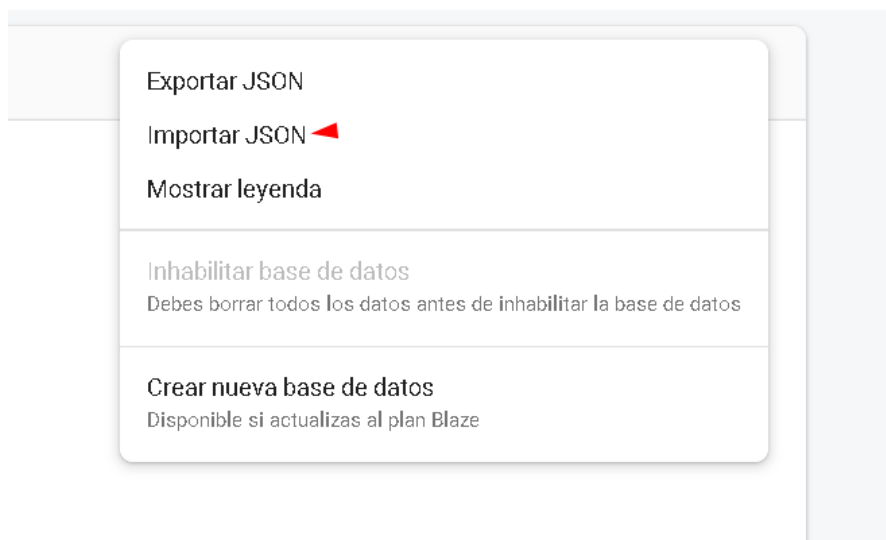 Exportar JSON
Importar JSON
Mostrar leyenda
Inhabilitar base de datos
Debes borrar todos los datos antes de inhabilitar la base de datos
Crear nueva base de datos
Disponible si actualizas al plan Blaze